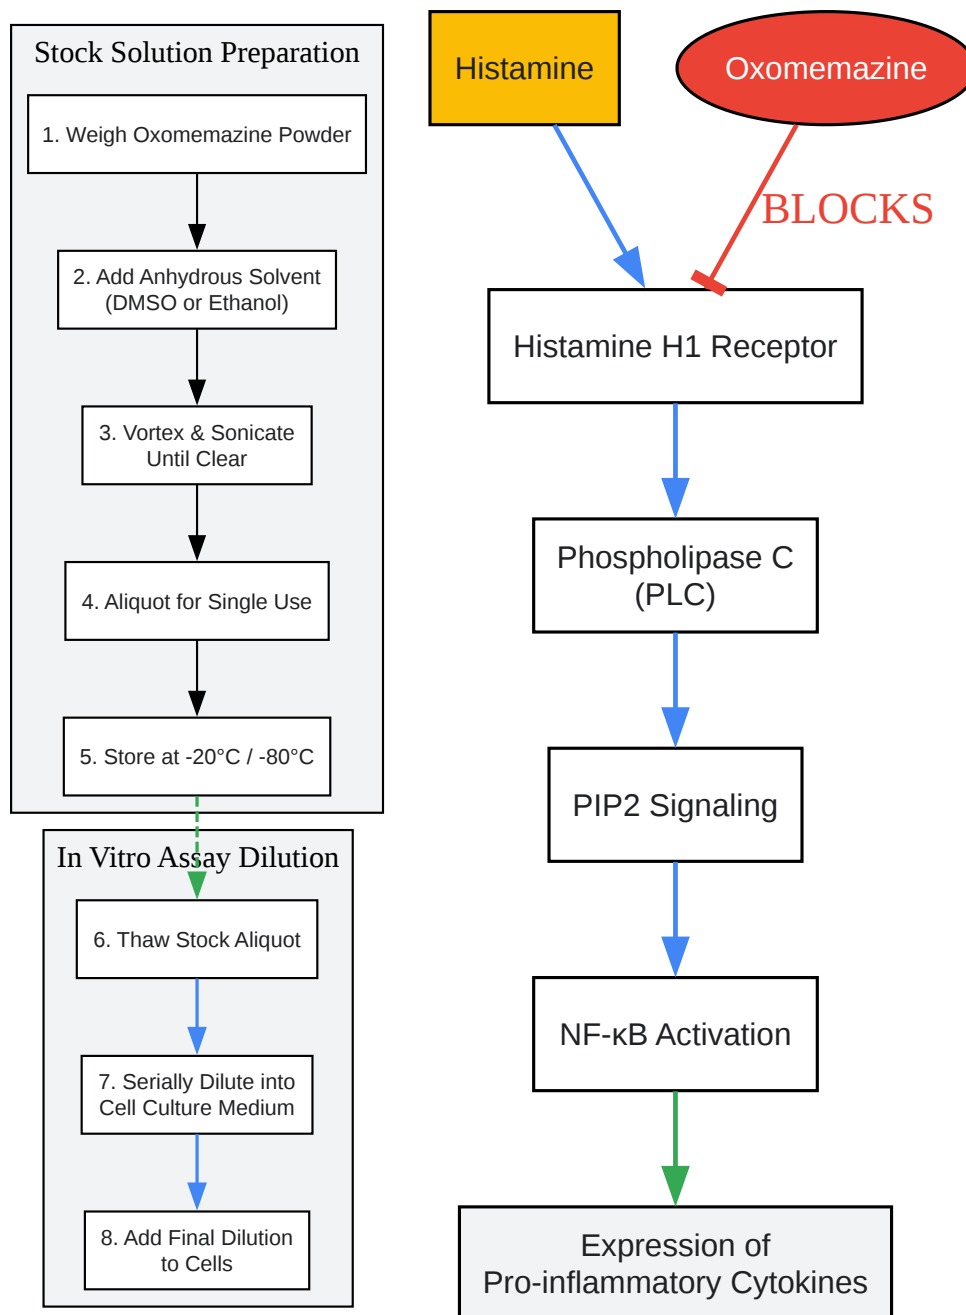 Stock Solution Preparation
1. Weigh Oxomemazine Powder
2. Add Anhydrous Solvent
(DMSO or Ethanol)
3. Vortex & Sonicate
Until Clear
4. Aliquot for Single Use
5. Store at -20°C / -80°C
In Vitro Assay Dilution
6. Thaw Stock Aliquot
7. Serially Dilute into
Cell Culture Medium
8. Add Final Dilution
to Cells
Histamine
Oxomemazine
BLOCKS
Histamine H1 Receptor
Phospholipase C
(PLC)
PIP2 Signaling
NF-κB Activation
Expression of
Pro-inflammatory Cytokines